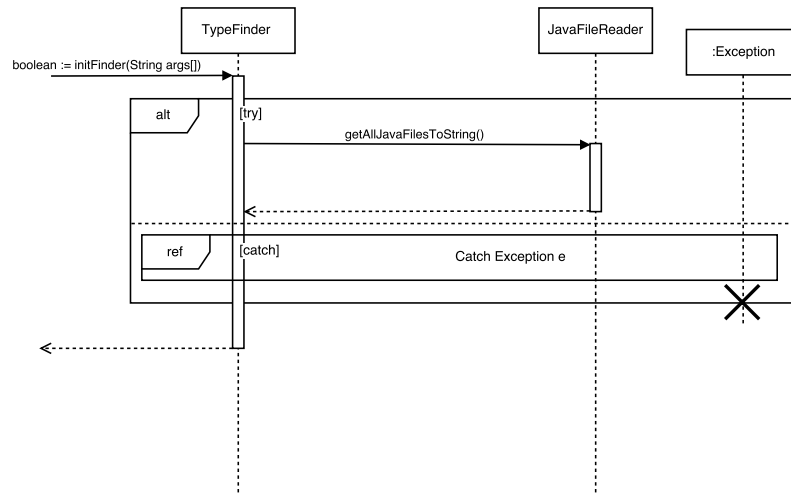 TypeFinder
JavaFileReader
:Exception
boolean := initFinder(String args[])
alt
[try]
getAllJavaFilesToString()
ref
[catch]
Catch Exception e